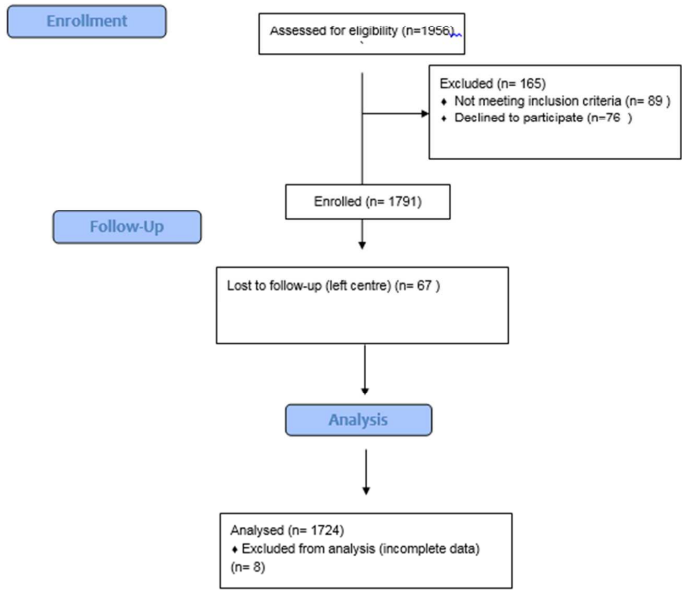 Enrollment
Assessed for eligibility (n=1956)
Excluded (n= 165)
♦ Not meeting inclusion criteria (n= 89 )
♦ Declined to participate (n=76 )
Enrolled (n= 1791)
Follow-Up
Lost to follow-up (left centre) (n= 67 )
Analysis
Analysed (n= 1724)
♦ Excluded from analysis (incomplete data)
(n= 8)